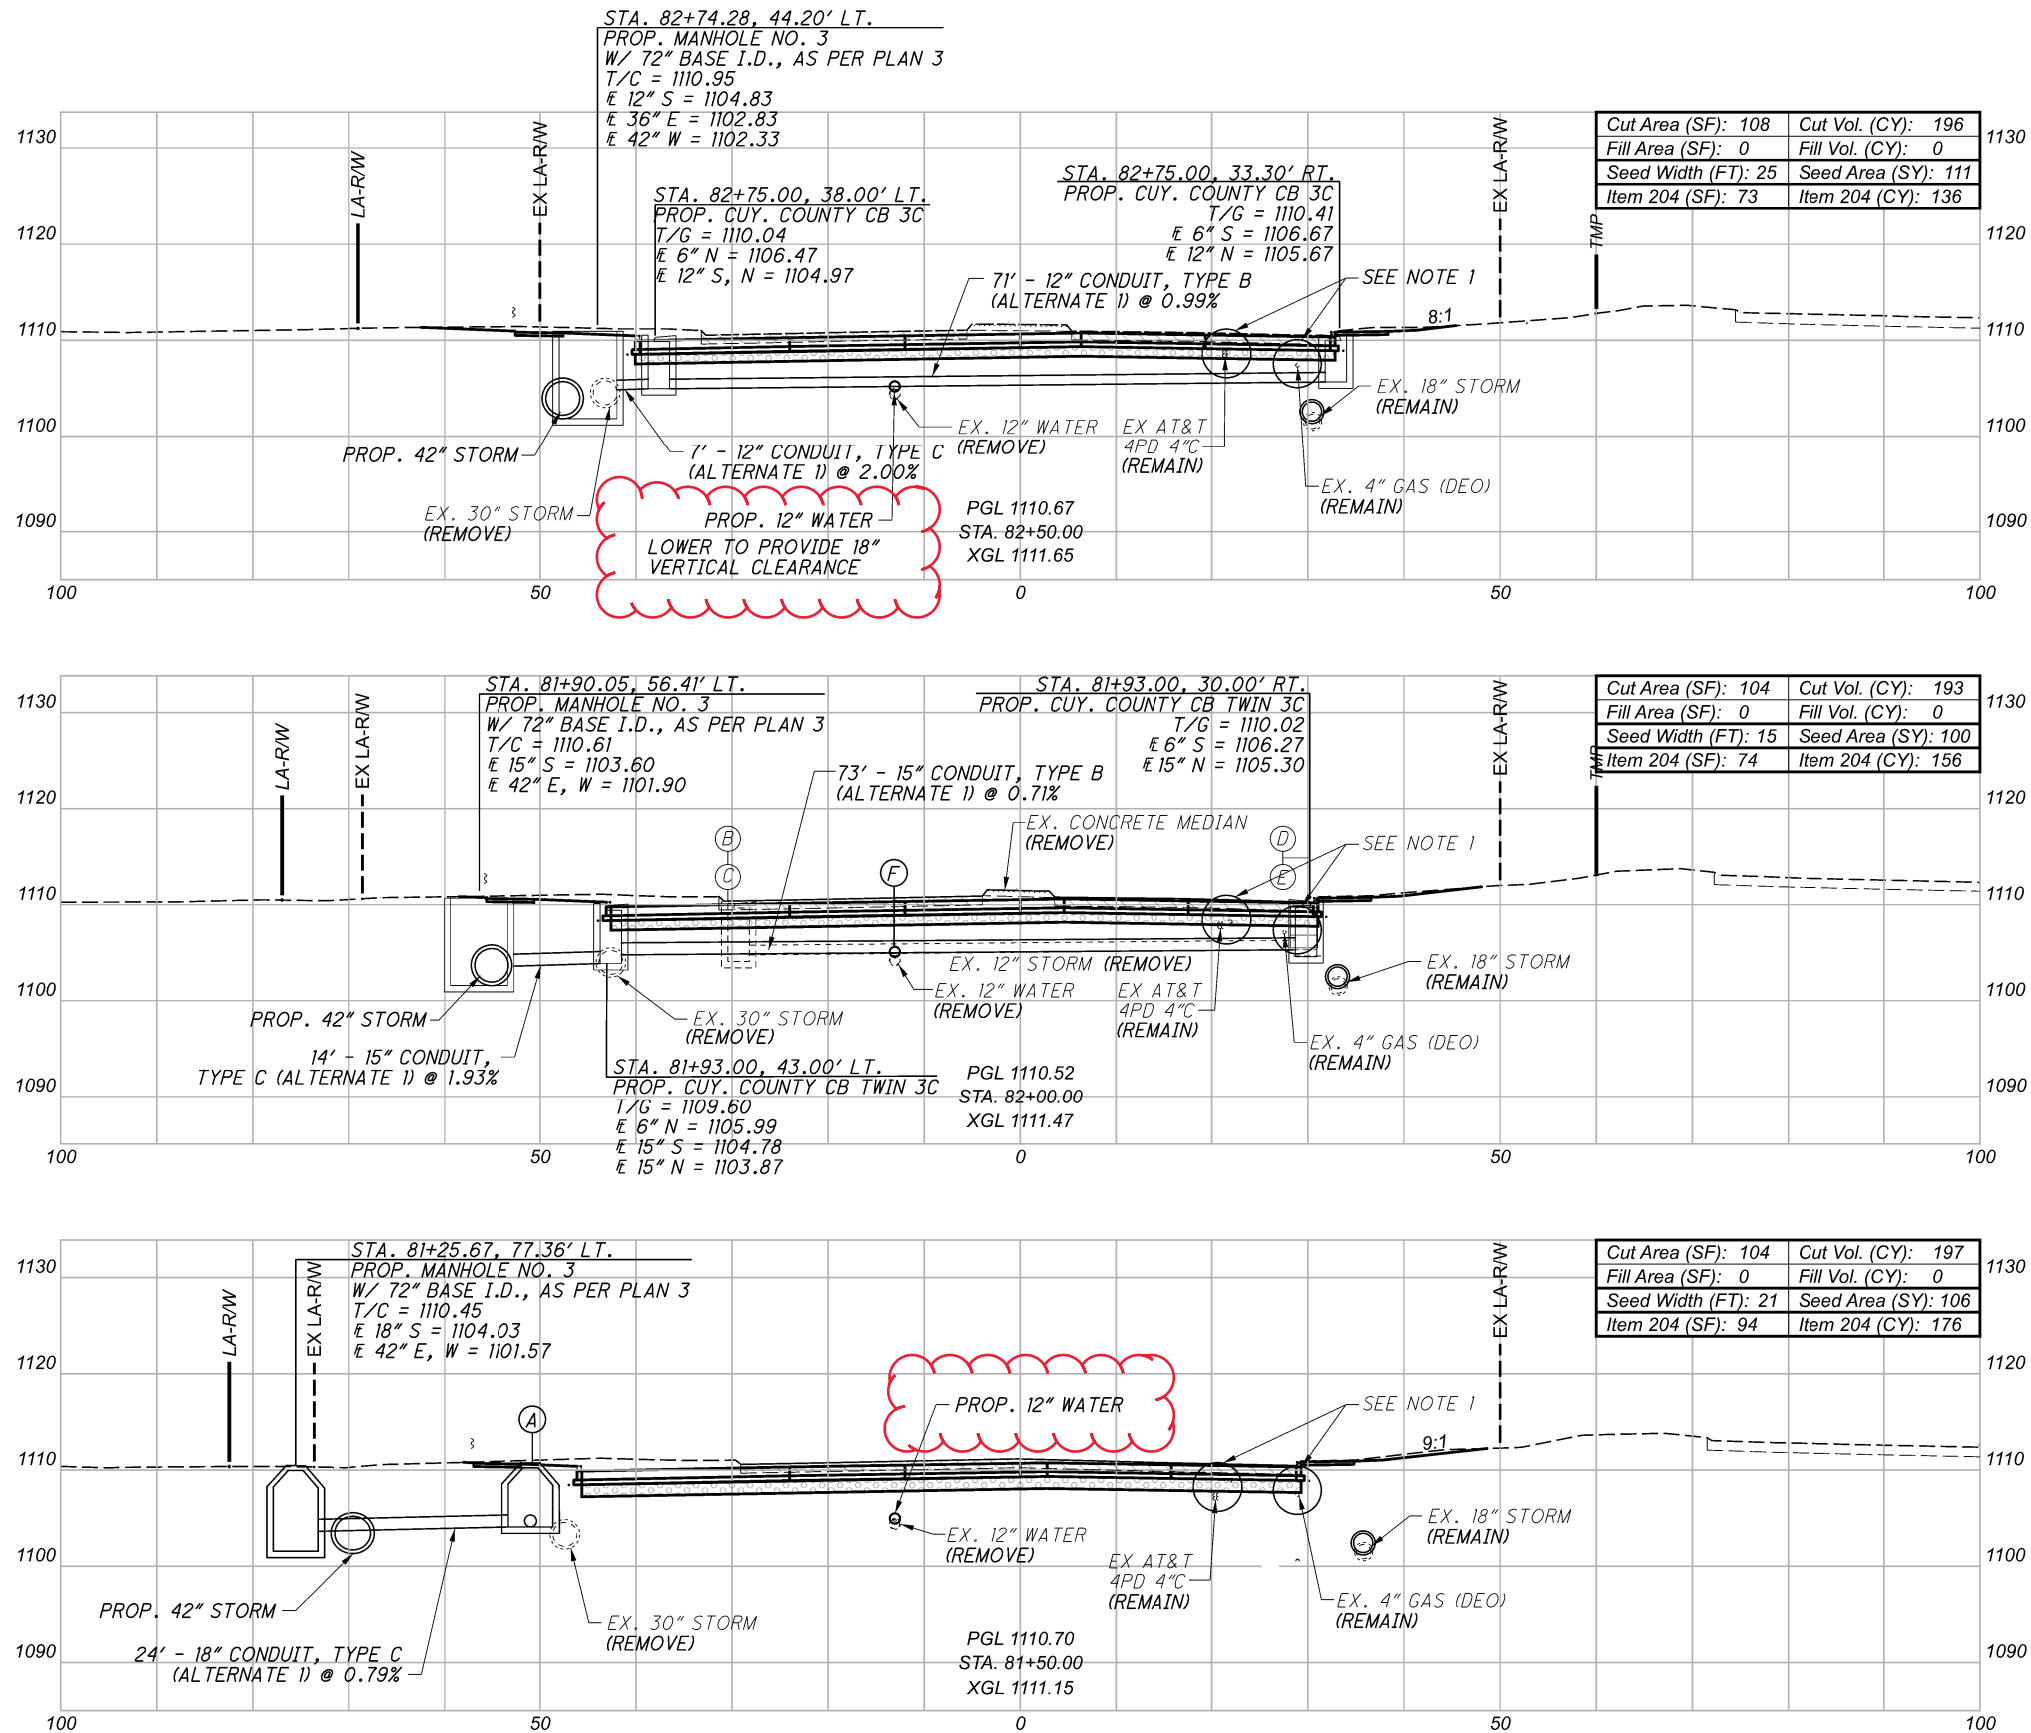 STA. 82+74.28, 44.20' LT.
PROP. MANHOLE NO. 3
W/ 72" BASE I.D., AS PER PLAN 3
T/C = 1110.95
℄ 12" S = 1104.83
℄ 36" E = 1102.83
℄ 42" W = 1102.33
STA. 82+75.00, 38.00' LT.
PROP. CUY. COUNTY CB 3C
T/G = 1110.04
℄ 6" N = 1106.47
℄ 12" S, N = 1104.97
STA. 82+75.00, 33.30' RT.
PROP. CUY. COUNTY CB 3C
T/G = 1110.41
℄ 6" S = 1106.67
℄ 12" N = 1105.67
71' - 12" CONDUIT, TYPE B
(ALTERNATE 1) @ 0.99%
SEE NOTE 1
LA-R/W
EX LA-R/W
EX LA-R/W
TMP
Cut Area (SF): 108 Cut Vol. (CY): 196
Fill Area (SF): 0 Fill Vol. (CY): 0
Seed Width (FT): 25 Seed Area (SY): 111
Item 204 (SF): 73 Item 204 (CY): 136
1130 1130
1120 1120
1110 1110
1100 1100
1090 1090
8:1
EX. 18" STORM
(REMAIN)
EX. 12" WATER
(REMOVE)
EX AT&T
4PD 4"C
(REMAIN)
PROP. 42" STORM
7' - 12" CONDUIT, TYPE C
(ALTERNATE 1) @ 2.00%
EX. 4" GAS (DEO)
(REMAIN)
EX. 30" STORM
(REMOVE)
PROP. 12" WATER
LOWER TO PROVIDE 18"
VERTICAL CLEARANCE
PGL 1110.67
STA. 82+50.00
XGL 1111.65
100 50 0 50 100
STA. 81+90.05, 56.41' LT.
PROP. MANHOLE NO. 3
W/ 72" BASE I.D., AS PER PLAN 3
T/C = 1110.61
℄ 15" S = 1103.60
℄ 42" E, W = 1101.90
STA. 81+93.00, 30.00' RT.
PROP. CUY. COUNTY CB TWIN 3C
T/G = 1110.02
℄ 6" S = 1106.27
℄ 15" N = 1105.30
73' - 15" CONDUIT, TYPE B
(ALTERNATE 1) @ 0.71%
EX. CONCRETE MEDIAN
(REMOVE)
SEE NOTE 1
LA-R/W
EX LA-R/W
EX LA-R/W
TMP
Cut Area (SF): 104 Cut Vol. (CY): 193
Fill Area (SF): 0 Fill Vol. (CY): 0
Seed Width (FT): 15 Seed Area (SY): 100
Item 204 (SF): 74 Item 204 (CY): 156
1130 1130
1120 1120
1110 1110
1100 1100
1090 1090
B
C
F
D
E
EX. 12" STORM (REMOVE)
EX. 12" WATER
(REMOVE)
EX AT&T
4PD 4"C
(REMAIN)
EX. 18" STORM
(REMAIN)
EX. 4" GAS (DEO)
(REMAIN)
PROP. 42" STORM
EX. 30" STORM
(REMOVE)
14' - 15" CONDUIT,
TYPE C (ALTERNATE 1) @ 1.93%
STA. 81+93.00, 43.00' LT.
PROP. CUY. COUNTY CB TWIN 3C
T/G = 1109.60
℄ 6" N = 1105.99
℄ 15" S = 1104.78
℄ 15" N = 1103.87
PGL 1110.52
STA. 82+00.00
XGL 1111.47
100 50 0 50 100
STA. 81+25.67, 77.36' LT.
PROP. MANHOLE NO. 3
W/ 72" BASE I.D., AS PER PLAN 3
T/C = 1110.45
℄ 18" S = 1104.03
℄ 42" E, W = 1101.57
LA-R/W
EX LA-R/W
EX LA-R/W
Cut Area (SF): 104 Cut Vol. (CY): 197
Fill Area (SF): 0 Fill Vol. (CY): 0
Seed Width (FT): 21 Seed Area (SY): 106
Item 204 (SF): 94 Item 204 (CY): 176
1130 1130
1120 1120
1110 1110
1100 1100
1090 1090
A
PROP. 12" WATER
SEE NOTE 1
9:1
EX. 12" WATER
(REMOVE)
EX AT&T
4PD 4"C
(REMAIN)
EX. 18" STORM
(REMAIN)
EX. 4" GAS (DEO)
(REMAIN)
PROP. 42" STORM
EX. 30" STORM
(REMOVE)
24' - 18" CONDUIT, TYPE C
(ALTERNATE 1) @ 0.79%
PGL 1110.70
STA. 81+50.00
XGL 1111.15
100 50 0 50 100